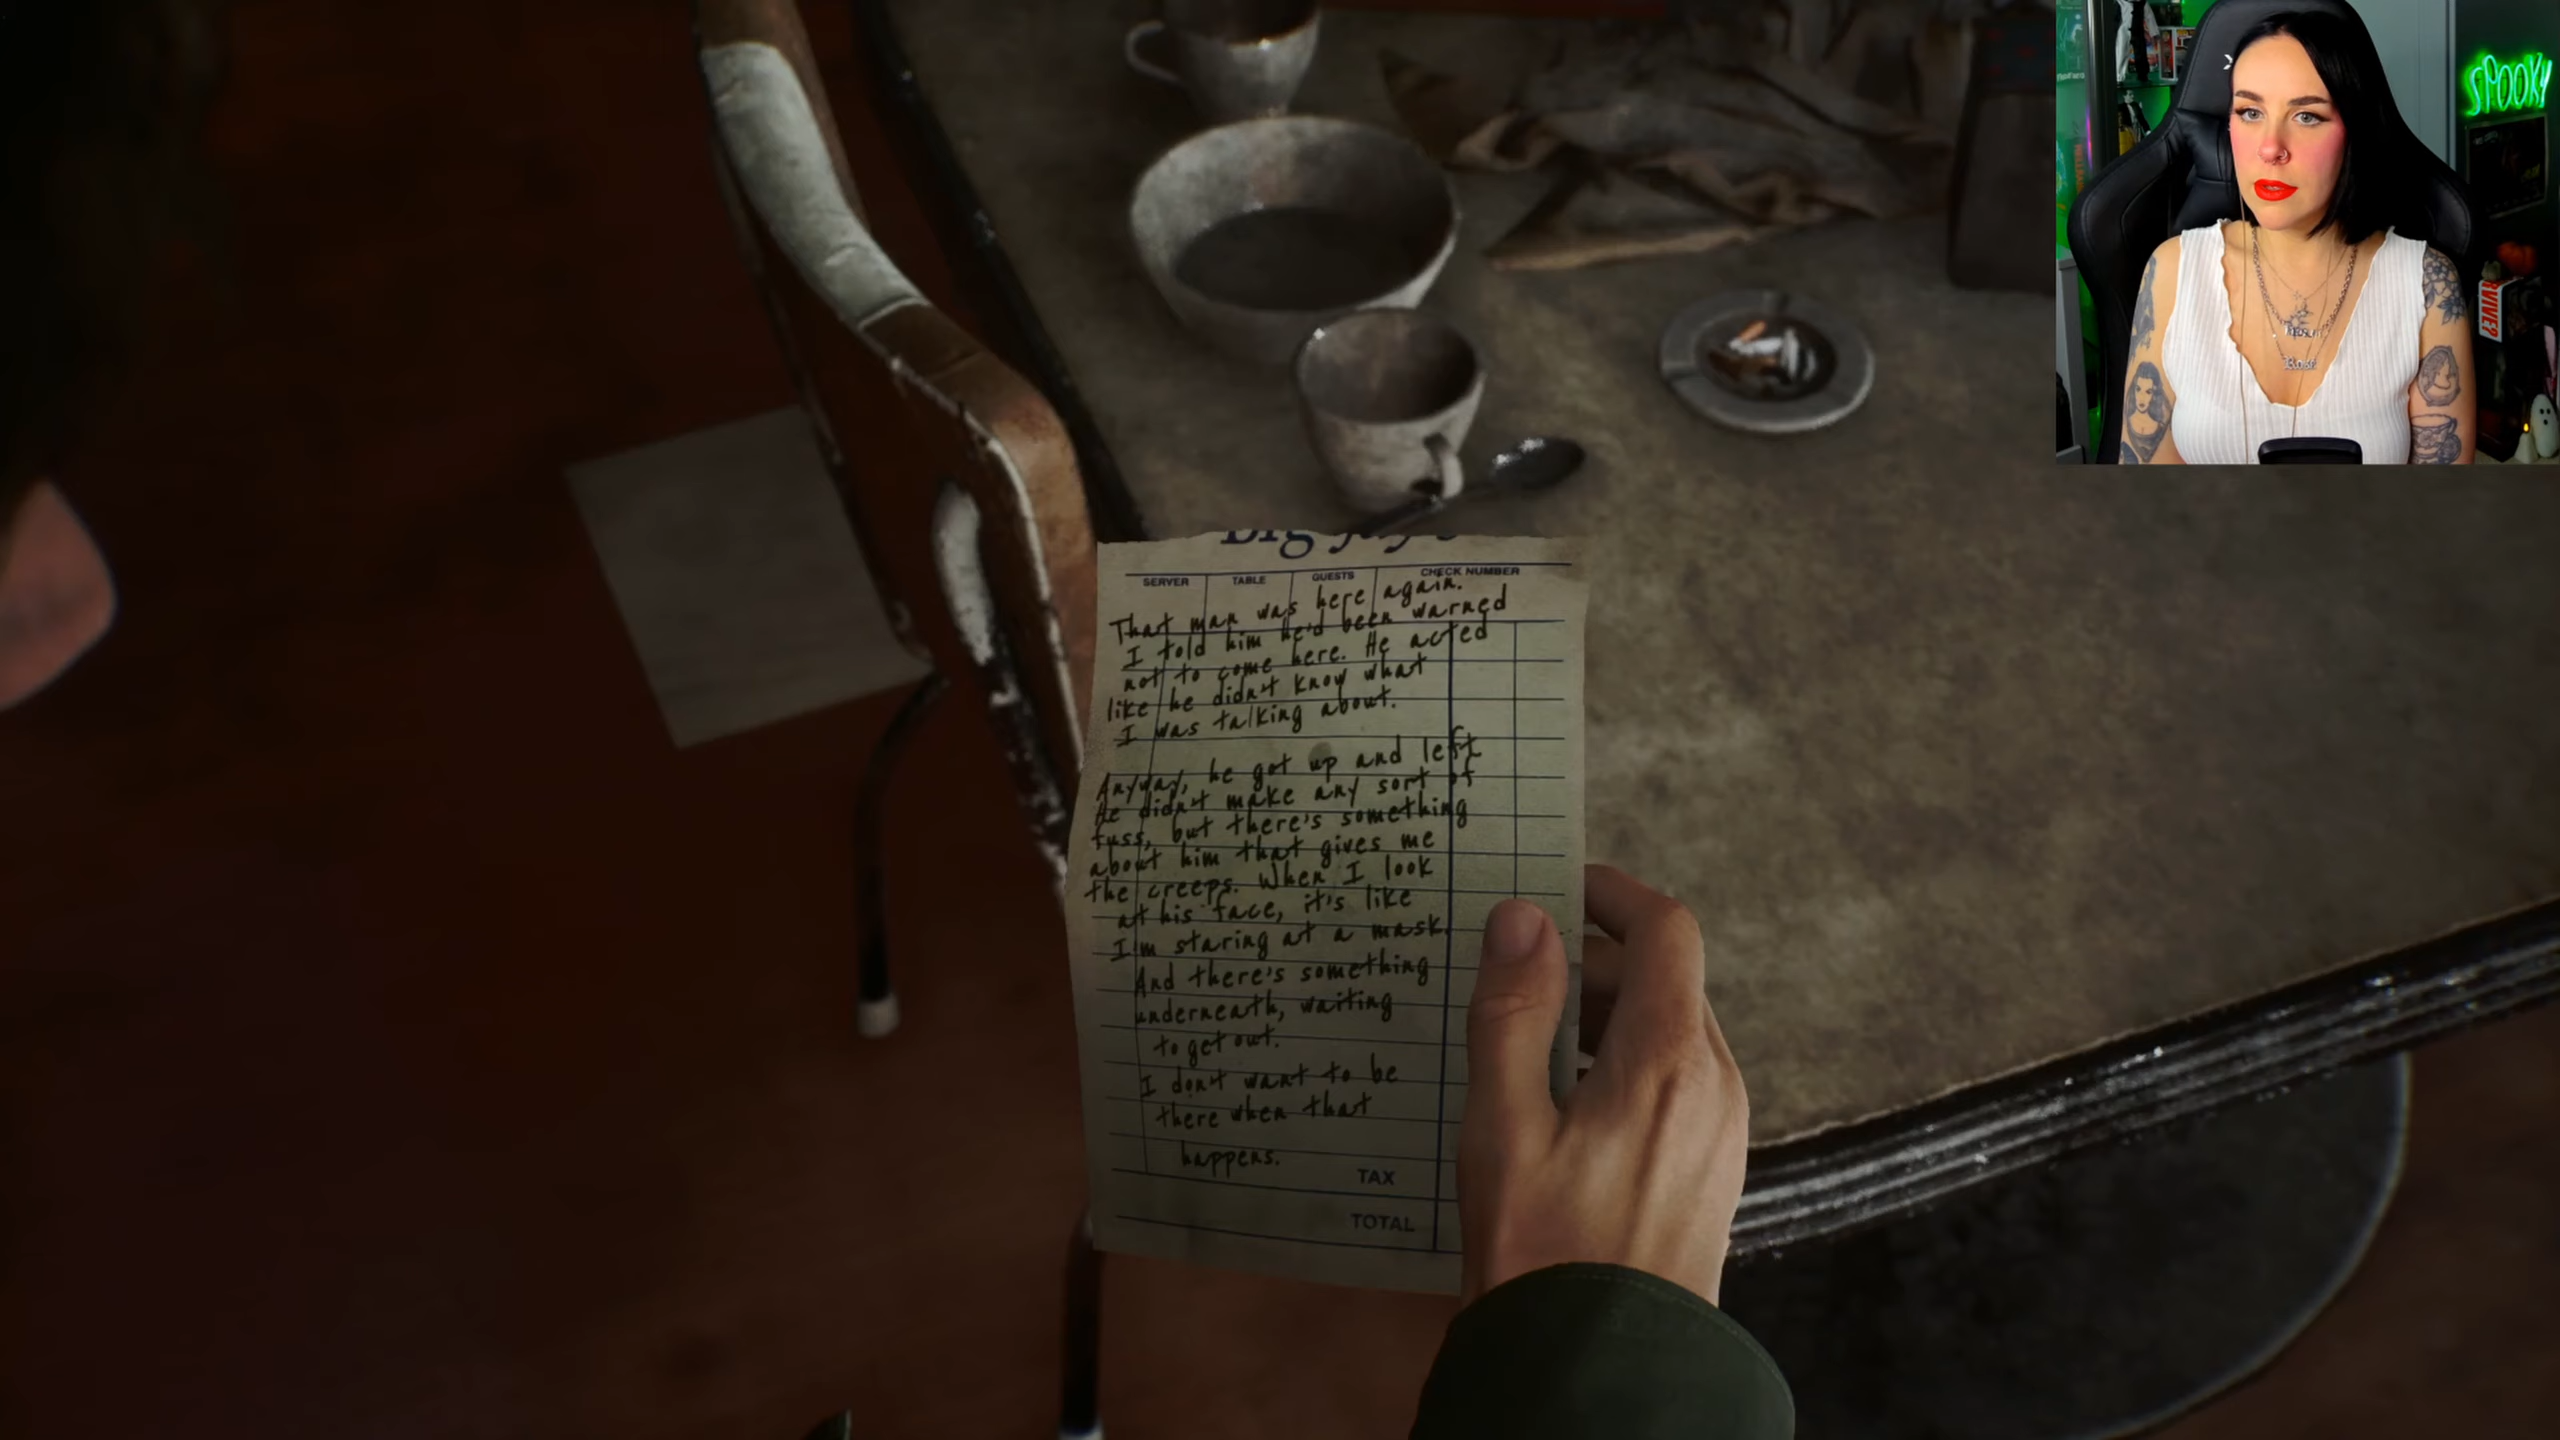 SPOOKY
Big Jay's
SERVER TABLE GUESTS CHECK NUMBER
That man was here again.
I told him he'd been warned
not to come here. He acted
like he didn't know what
I was talking about.
Anyway, he got up and left
He didn't make any sort of
fuss, but there's something
about him that gives me
the creeps. When I look
at his face, it's like
I'm staring at a mask.
And there's something
underneath, waiting
to get out.
I don't want to be
there when that
happens.
TAX
TOTAL